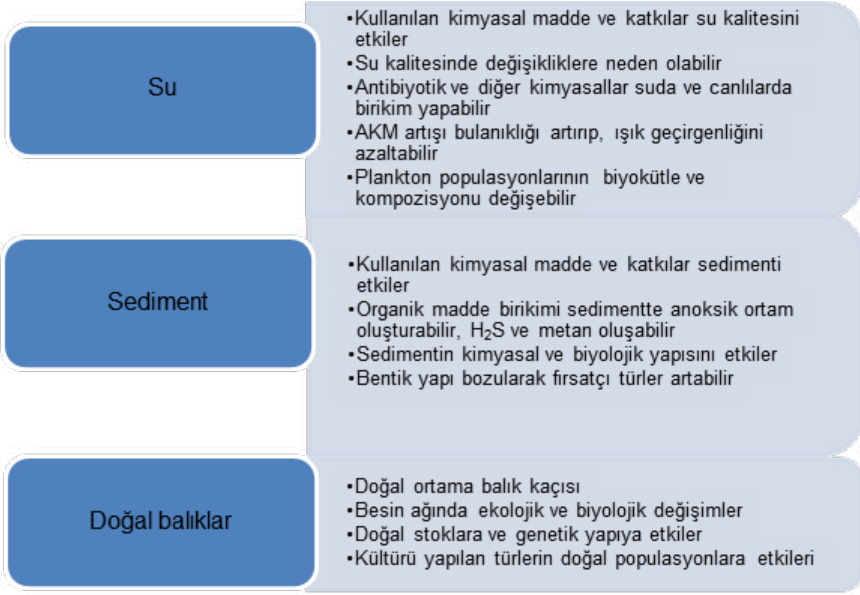 Su
•Kullanılan kimyasal madde ve katkılar su kalitesini
etkiler
•Su kalitesinde değişikliklere neden olabilir
•Antibiyotik ve diğer kimyasallar suda ve canlılarda
birikim yapabilir
•AKM artışı bulanıklığı artırıp, ışık geçirgenliğini
azaltabilir
•Plankton populasyonlarının biyokütle ve
kompozisyonu değişebilir
Sediment
•Kullanılan kimyasal madde ve katkılar sedimenti
etkiler
•Organik madde birikimi sedimentte anoksik ortam
oluşturabilir, H₂S ve metan oluşabilir
•Sedimentin kimyasal ve biyolojik yapısını etkiler
•Bentik yapı bozularak fırsatçı türler artabilir
Doğal balıklar
•Doğal ortama balık kaçısı
•Besin ağında ekolojik ve biyolojik değişimler
•Doğal stoklara ve genetik yapıya etkiler
•Kültürü yapılan türlerin doğal populasyonlara etkileri